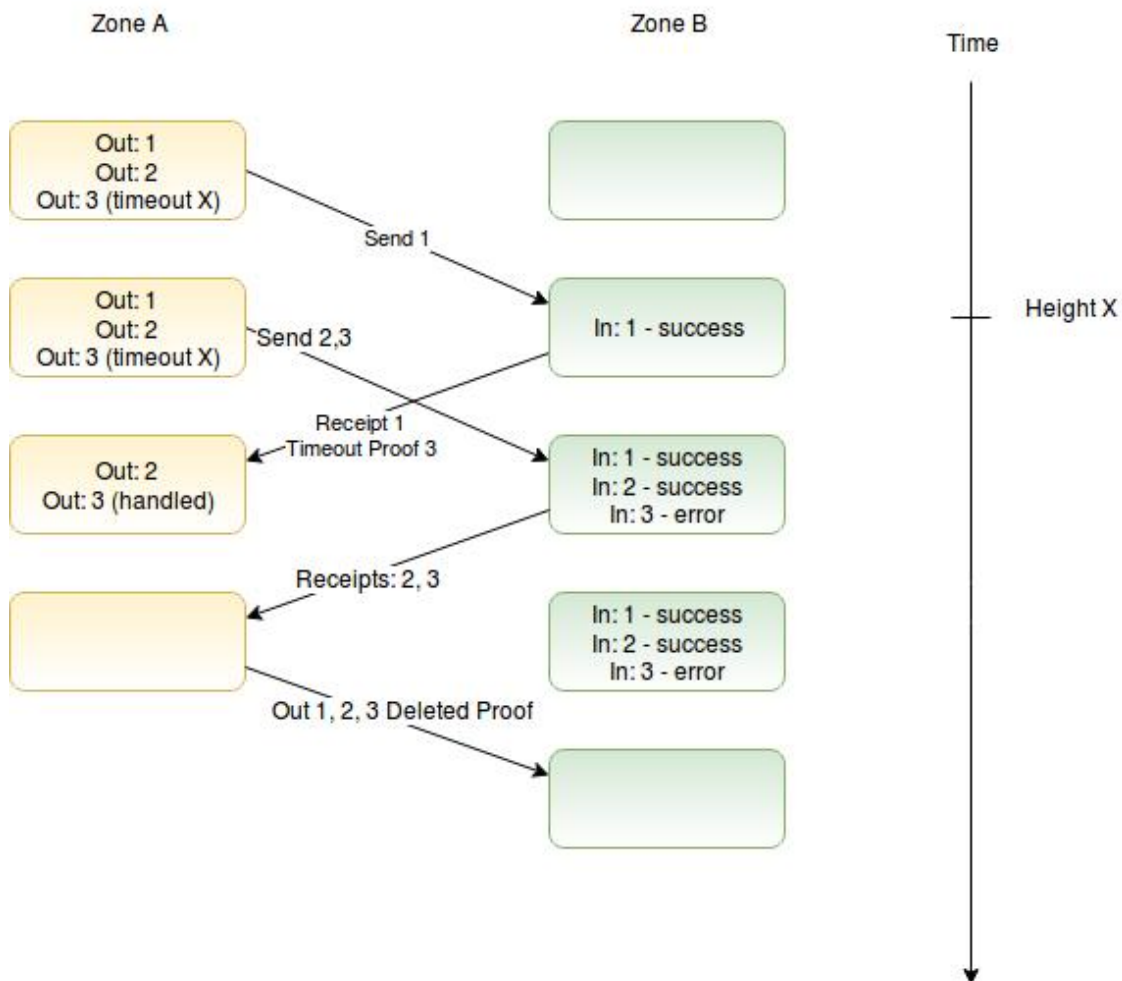 Zone A
Zone B
Time
Out: 1
Out: 2
Out: 3 (timeout X)
Send 1
Out: 1
Out: 2
Out: 3 (timeout X)
Send 2,3
In: 1 - success
Height X
Receipt 1
Timeout Proof 3
Out: 2
Out: 3 (handled)
In: 1 - success
In: 2 - success
In: 3 - error
Receipts: 2, 3
In: 1 - success
In: 2 - success
In: 3 - error
Out 1, 2, 3 Deleted Proof